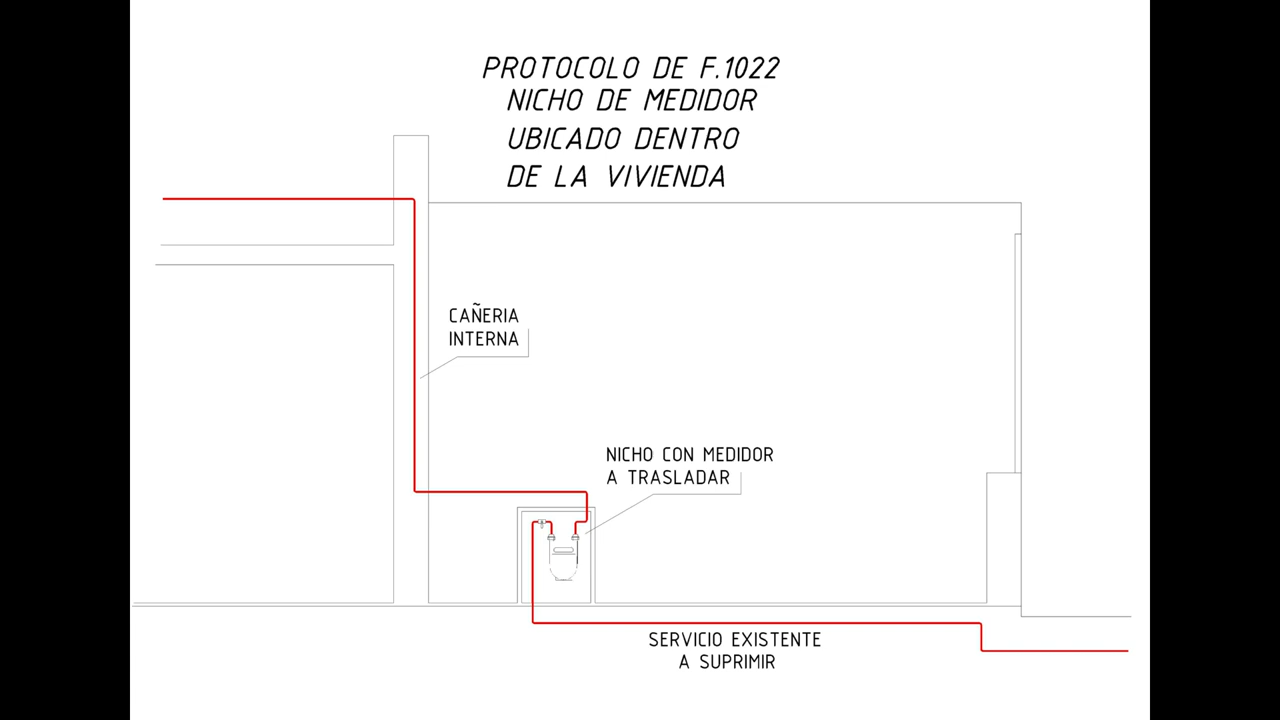 PROTOCOLO DE F.1022
NICHO DE MEDIDOR
UBICADO DENTRO
DE LA VIVIENDA
CAÑERIA
INTERNA
NICHO CON MEDIDOR
A TRASLADAR
SERVICIO EXISTENTE
A SUPRIMIR